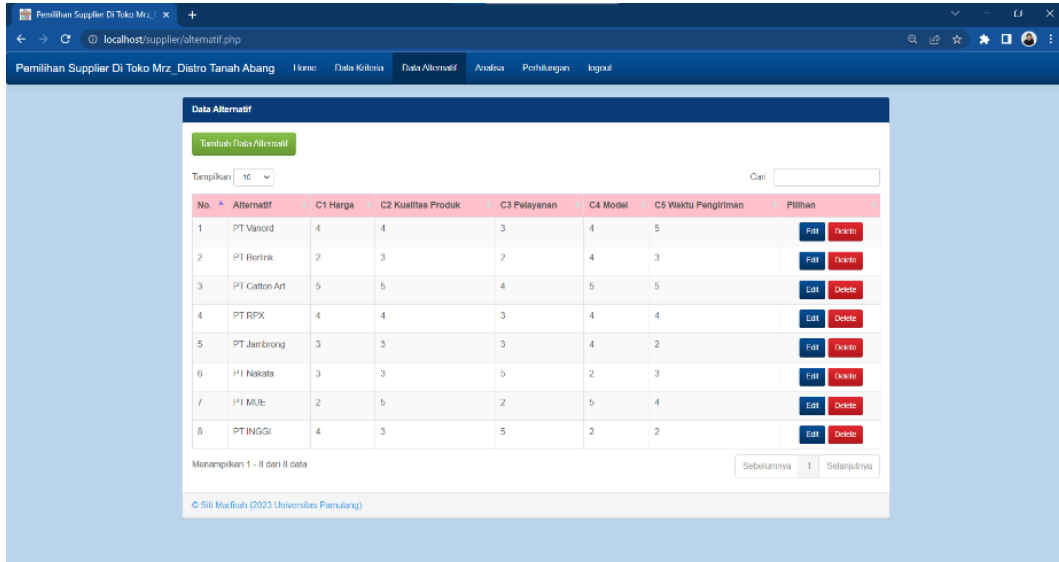 Pemilihan Supplier Di Toko Mrz_D
localhost/supplier/alternatif.php
Pemilihan Supplier Di Toko Mrz_Distro Tanah Abang Home Data Kriteria Data Alternatif Analisa Perhitungan logout
Data Alternatif
Tambah Data Alternatif
Tampilkan 10 Cari
No. Alternatif C1 Harga C2 Kualitas Produk C3 Pelayanan C4 Model C5 Waktu Pengiriman Pilihan
1 PT Vanord 4 4 3 4 5 Edit Delete
2 PT Berlink 2 3 2 4 3 Edit Delete
3 PT Catton Art 5 5 4 5 5 Edit Delete
4 PT RPX 4 4 3 4 4 Edit Delete
5 PT Jambrong 3 3 3 4 2 Edit Delete
6 PT Nakata 3 3 5 2 3 Edit Delete
7 PT MUE 2 5 2 5 4 Edit Delete
8 PT INGGI 4 3 5 2 2 Edit Delete
Menampilkan 1 - 8 dari 8 data Sebelumnya 1 Selanjutnya
© Siti Marfirah (2023 Universitas Pamulang)